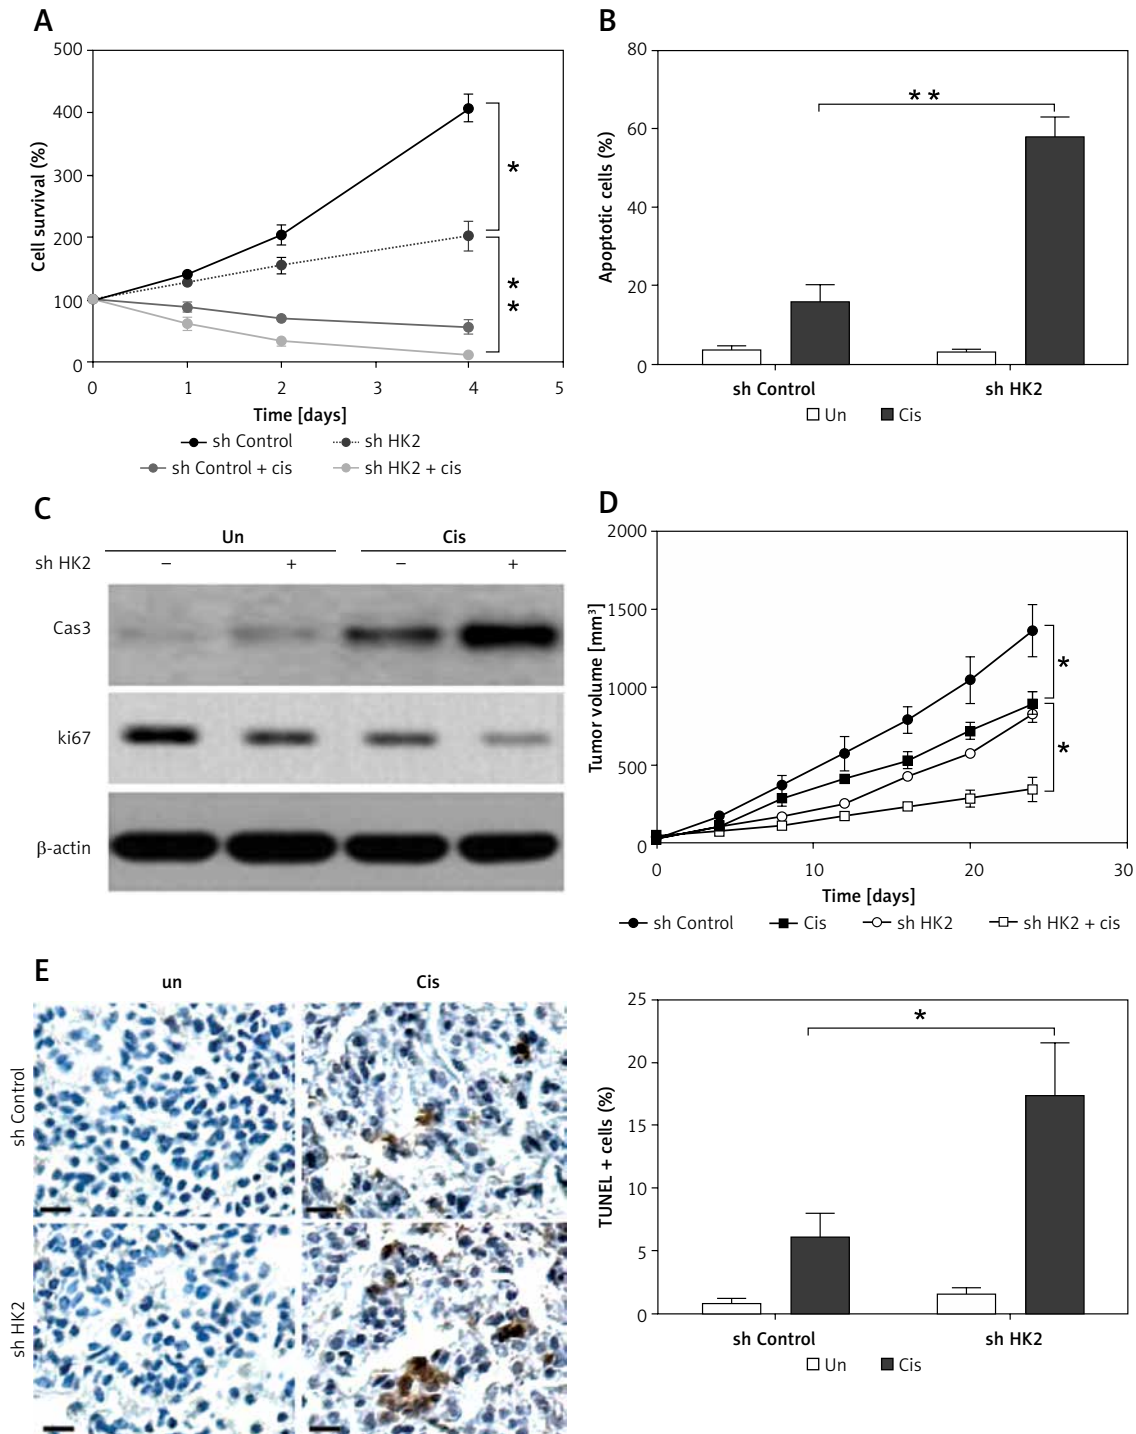 A
500
400
300
200
100
0
Cell survival (%)
*
*
*
0 1 2 3 4 5
Time [days]
sh Control sh HK2
sh Control + cis sh HK2 + cis
B
80
60
40
20
0
Apoptotic cells (%)
* *
sh Control sh HK2
Un Cis
C
Un Cis
sh HK2 – + – +
Cas3
ki67
β-actin
D
2000
1500
1000
500
0
Tumor volume [mm³]
*
*
0 10 20 30
Time [days]
sh Control Cis sh HK2 sh HK2 + cis
E
un Cis
sh Control
sh HK2
25
20
15
10
5
0
TUNEL + cells (%)
*
sh Control sh HK2
Un Cis